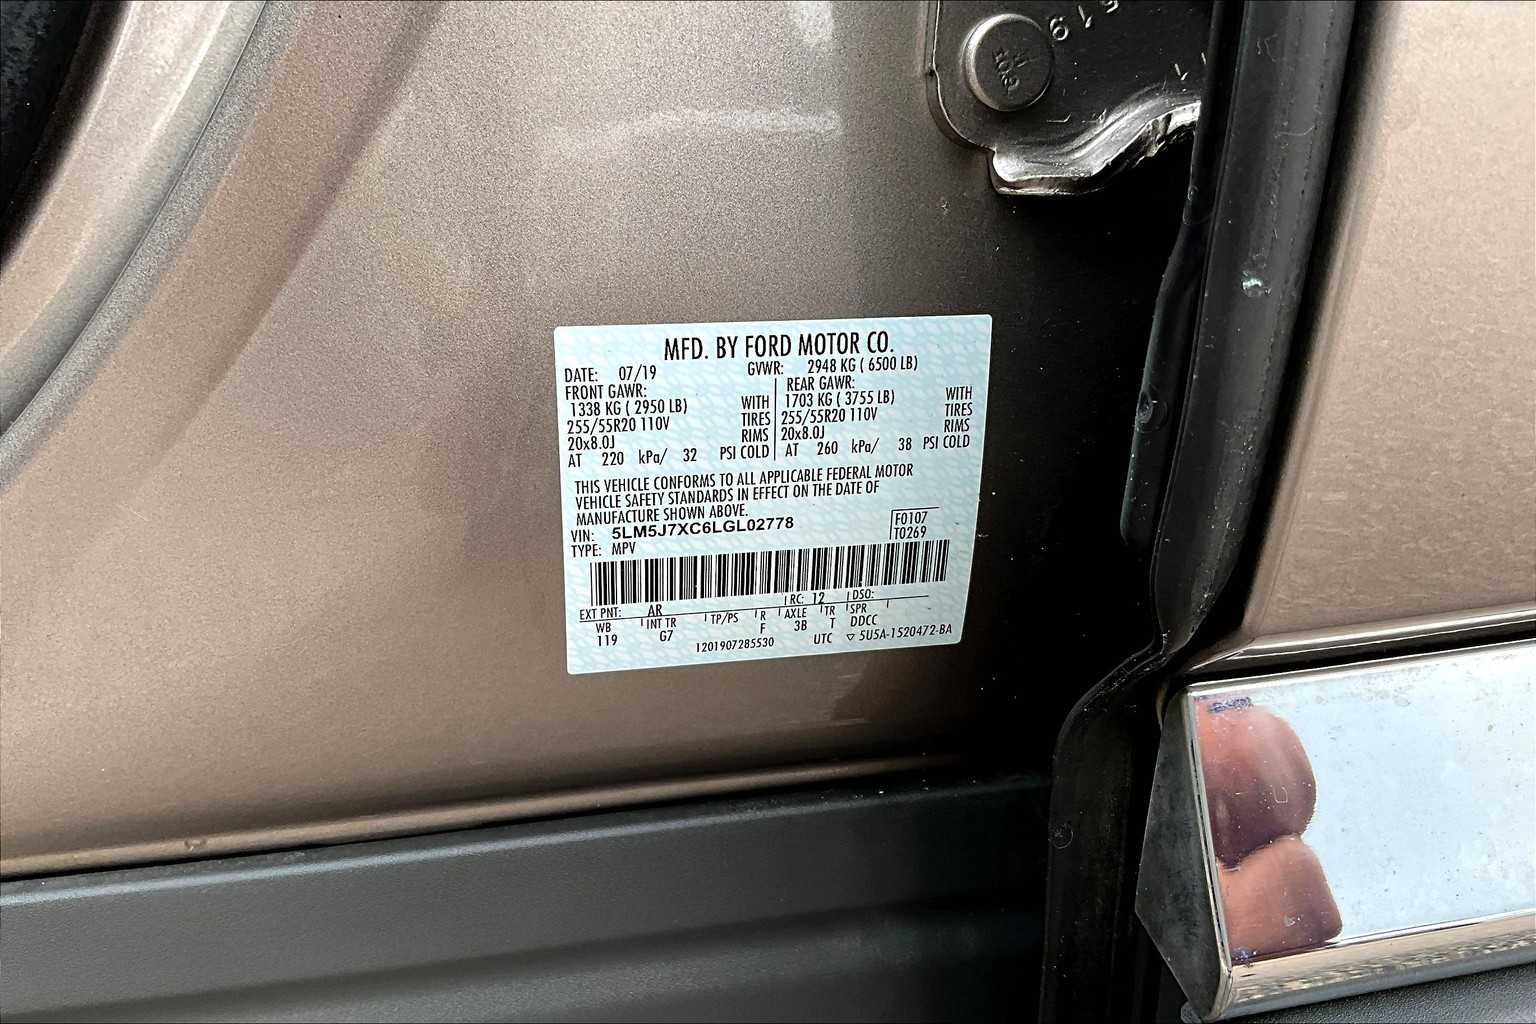 619
10.9
MFD. BY FORD MOTOR CO.
DATE: 07/19 GVWR: 2948 KG ( 6500 LB)
FRONT GAWR: REAR GAWR:
1338 KG ( 2950 LB) WITH 1703 KG ( 3755 LB) WITH
255/55R20 110V TIRES 255/55R20 110V TIRES
20x8.0J RIMS 20x8.0J RIMS
AT 220 kPa/ 32 PSI COLD AT 260 kPa/ 38 PSI COLD
THIS VEHICLE CONFORMS TO ALL APPLICABLE FEDERAL MOTOR
VEHICLE SAFETY STANDARDS IN EFFECT ON THE DATE OF
MANUFACTURE SHOWN ABOVE.
VIN: 5LM5J7XC6LGL02778 F0107
TYPE: MPV T0269
EXT PNT: AR RC: 12 DSO:
WB INT TR TP/PS R AXLE TR SPR
119 G7 F 3B T DDCC
1201907285530 UTC ▽ 5U5A-1520472-BA